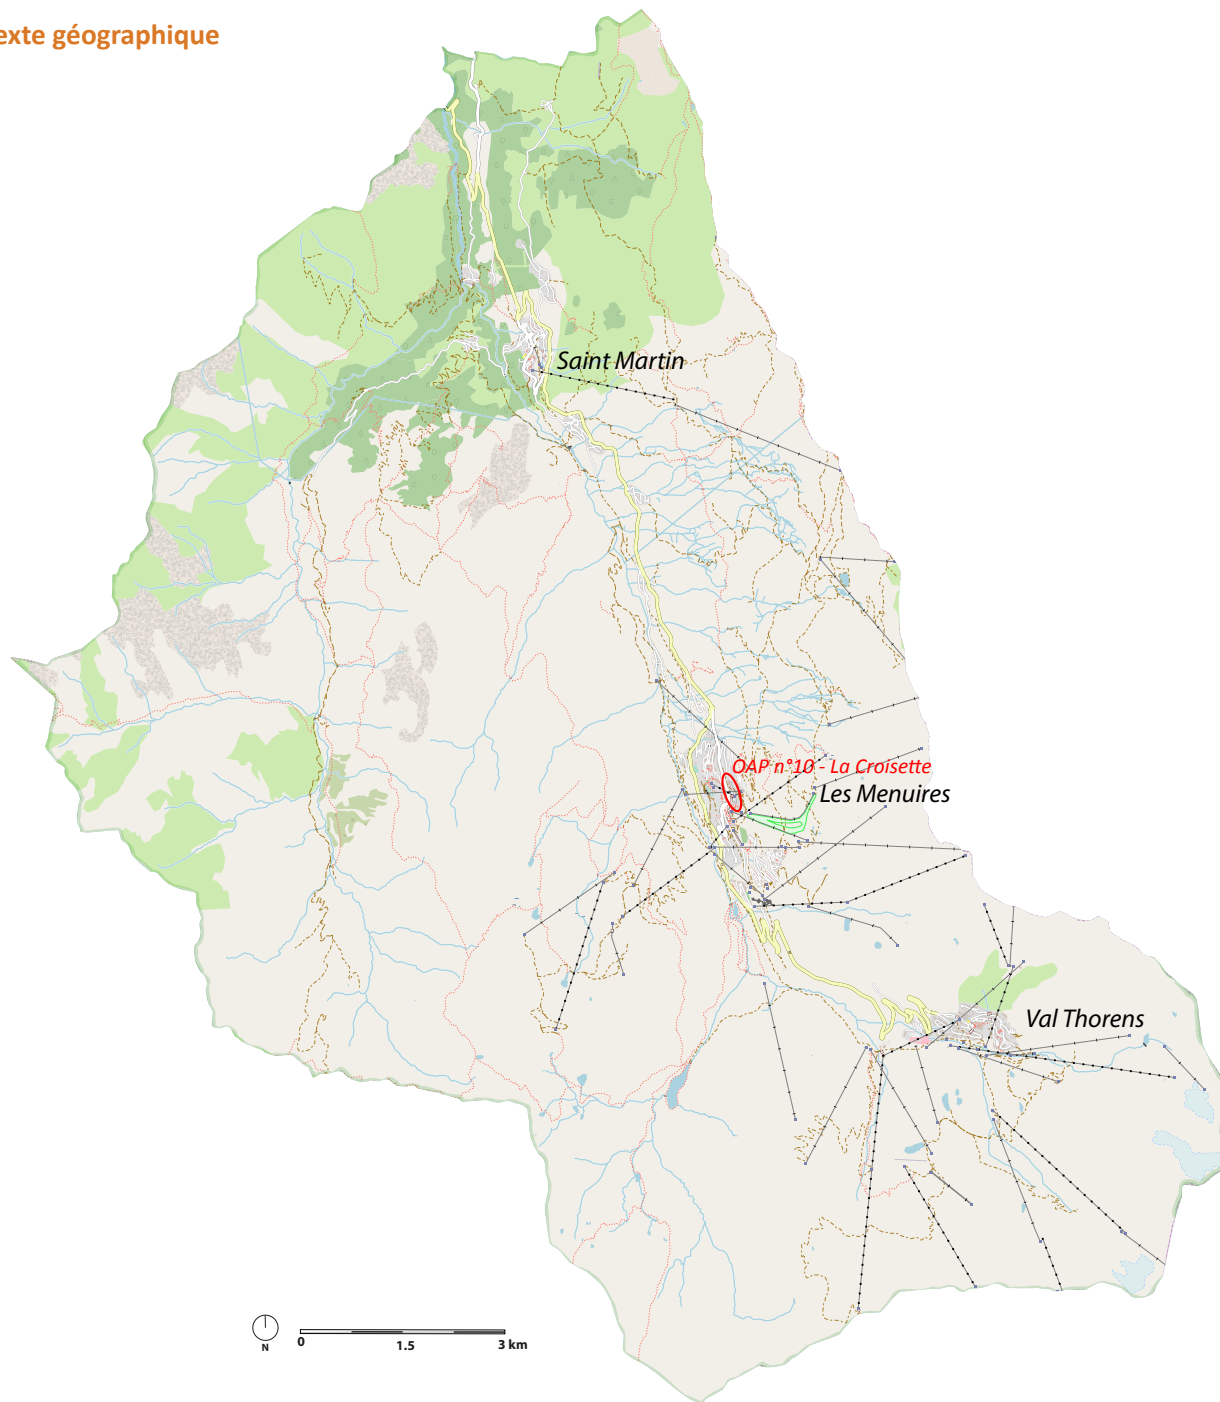 exte géographique
Saint Martin
OAP n°10 - La Croisette
Les Menuires
Val Thorens
N
0
1.5
3 km